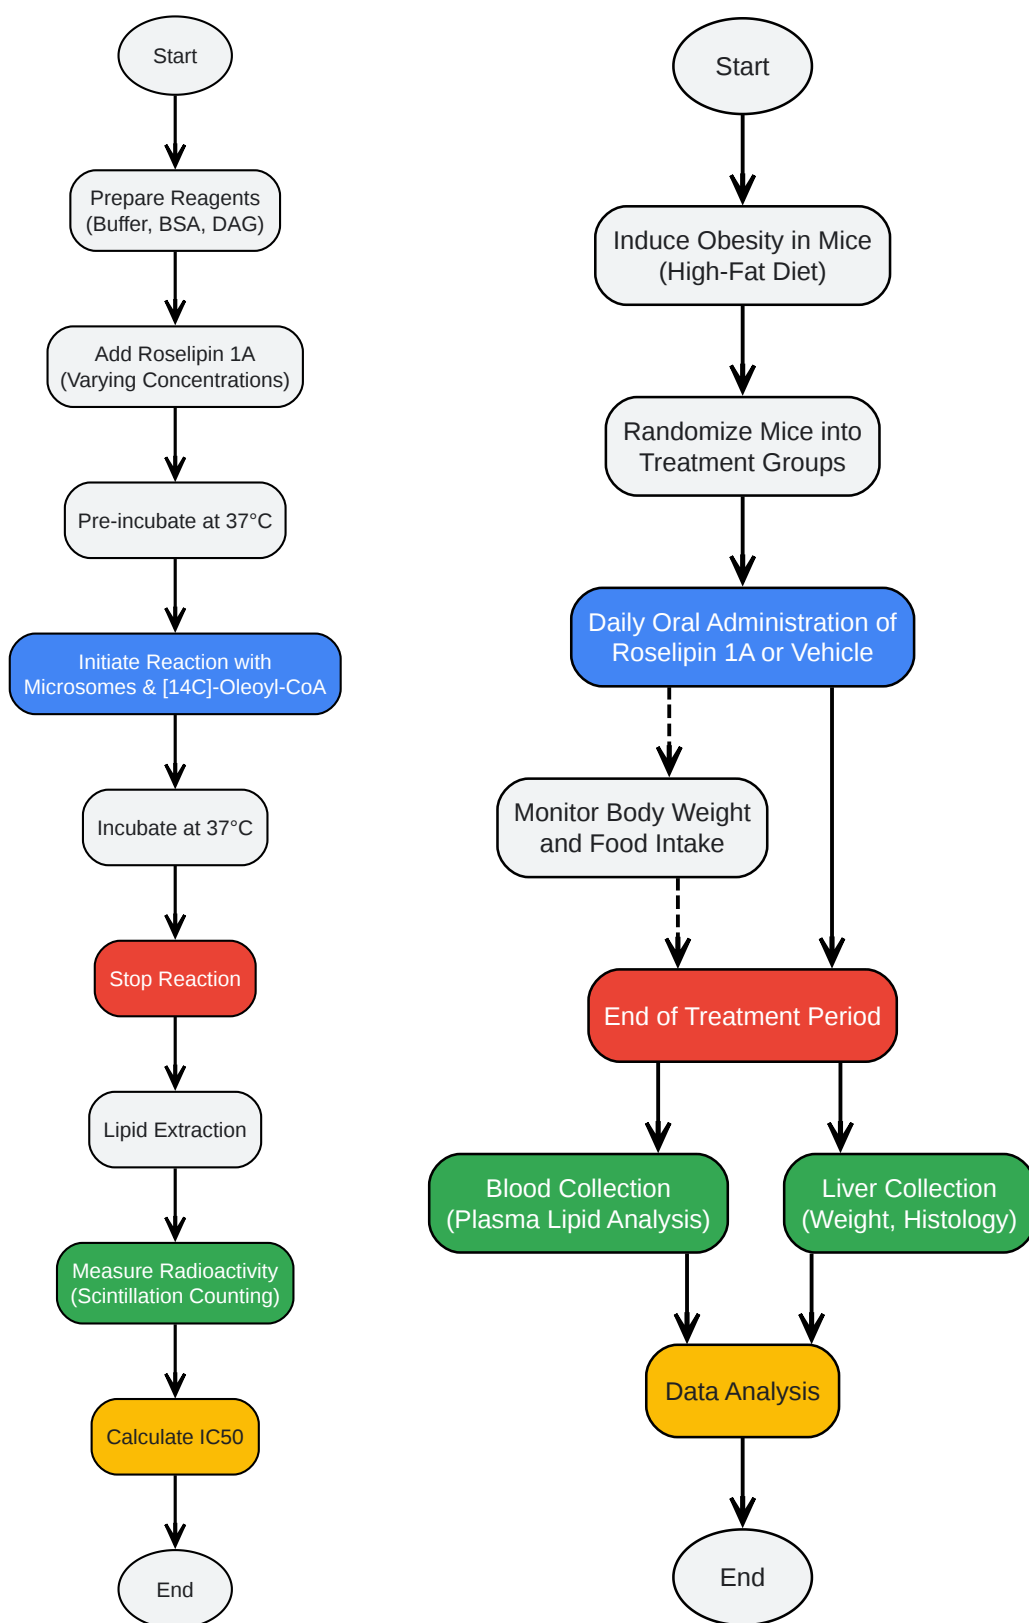 Start
Prepare Reagents
(Buffer, BSA, DAG)
Add Roselipin 1A
(Varying Concentrations)
Pre-incubate at 37°C
Initiate Reaction with
Microsomes & [14C]-Oleoyl-CoA
Incubate at 37°C
Stop Reaction
Lipid Extraction
Measure Radioactivity
(Scintillation Counting)
Calculate IC50
End
Start
Induce Obesity in Mice
(High-Fat Diet)
Randomize Mice into
Treatment Groups
Daily Oral Administration of
Roselipin 1A or Vehicle
Monitor Body Weight
and Food Intake
End of Treatment Period
Blood Collection
(Plasma Lipid Analysis)
Liver Collection
(Weight, Histology)
Data Analysis
End